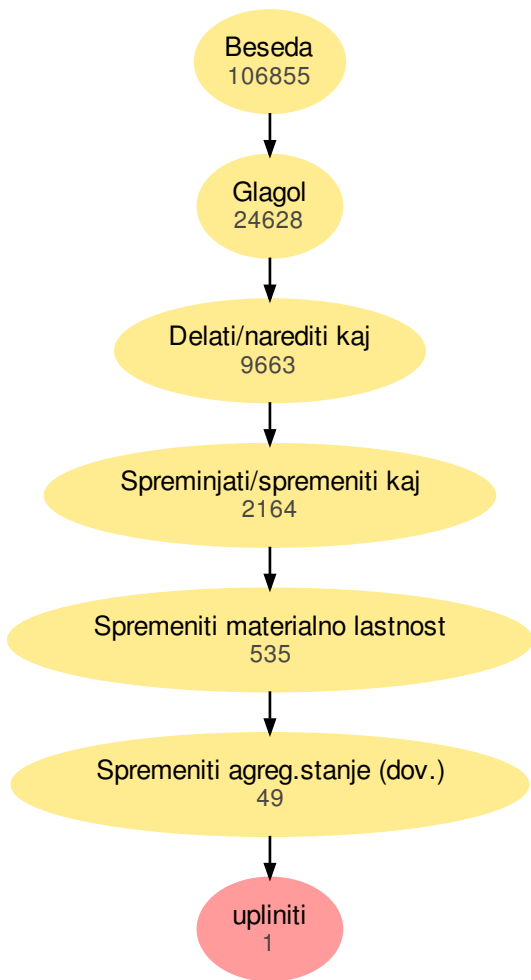 Beseda
106855
Glagol
24628
Delati/narediti kaj
9663
Spreminjati/spremeniti kaj
2164
Spremeniti materialno lastnost
535
Spremeniti agreg.stanje (dov.)
49
upliniti
1